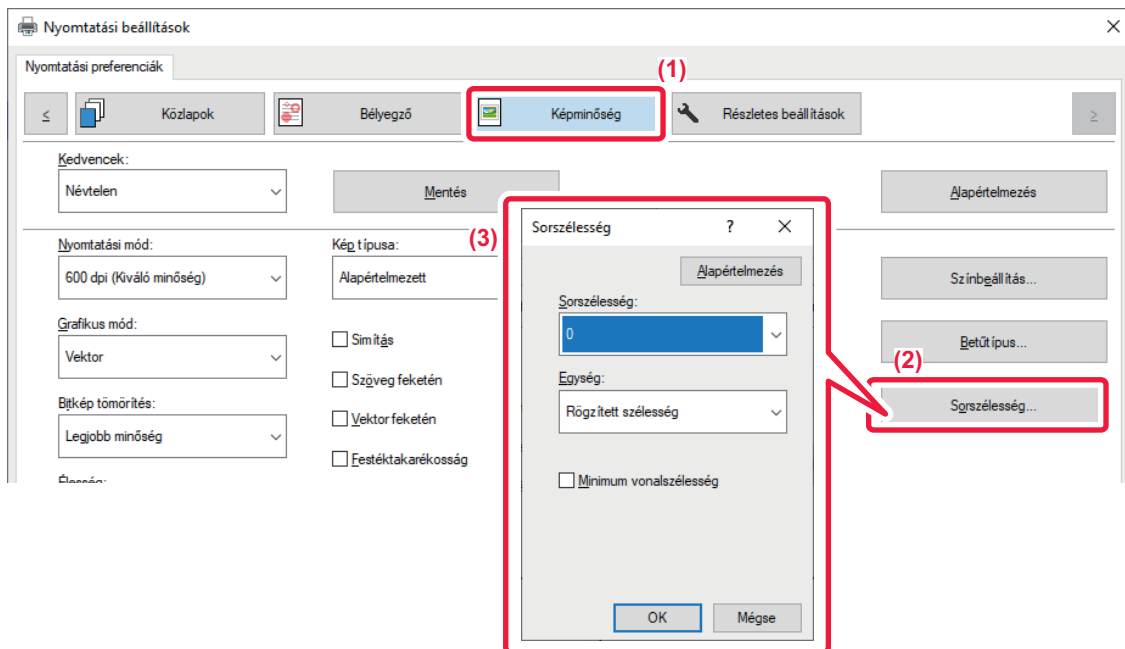 Nyomtatási beállítások
Nyomtatási preferenciák
(1)
< Közlapok Bélyegző Képminőség Részletes beállítások >
Kedvencek:
Névtelen Mentés Alapértelmezés
Nyomtatási mód: Kép típusa:
600 dpi (Kiváló minőség) Alapértelmezett Színbeállítás...
Grafikus mód:
Vektor Simítás Betűtípus...
Szöveg feketén
(2)
Bitkép tömörítés: Vektor feketén Sorszélesség...
Legjobb minőség
Festéktakarékosság
Élesség:
(3)
Sorszélesség ?
Alapértelmezés
Sorszélesség:
0
Egység:
Rögzített szélesség
Minimum vonalszélesség
OK Mégse